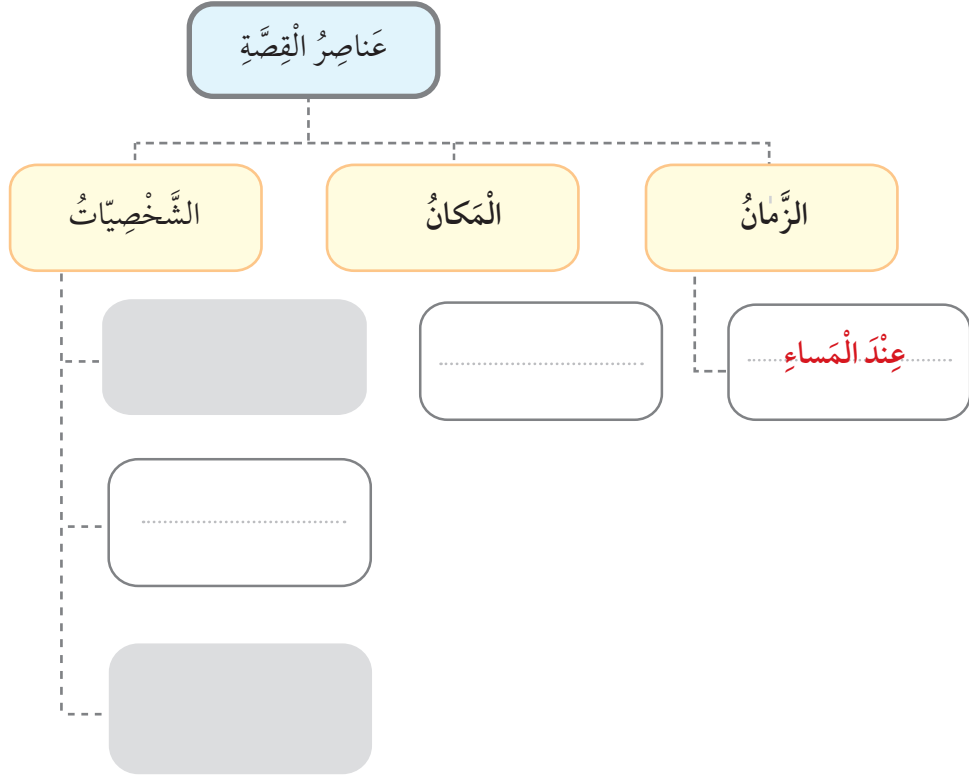 عَناصِرُ الْقِصَّةِ
الزَّمانُ
الْمَكانُ
الشَّخْصِيّاتُ
عِنْدَ الْمَساءِ